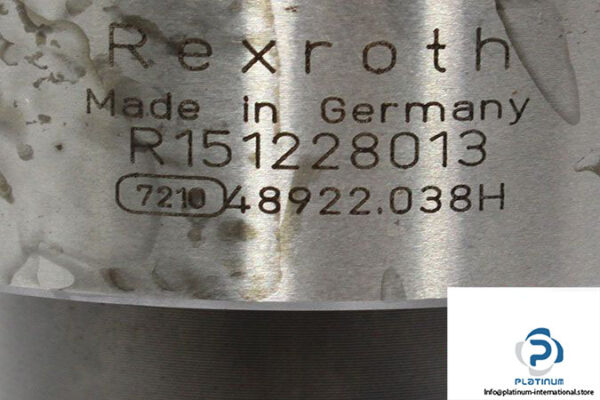 Rexroth
Made in Germany
R151228013
7210 48922.038H
PLATINUM
Info@platinum-international.store